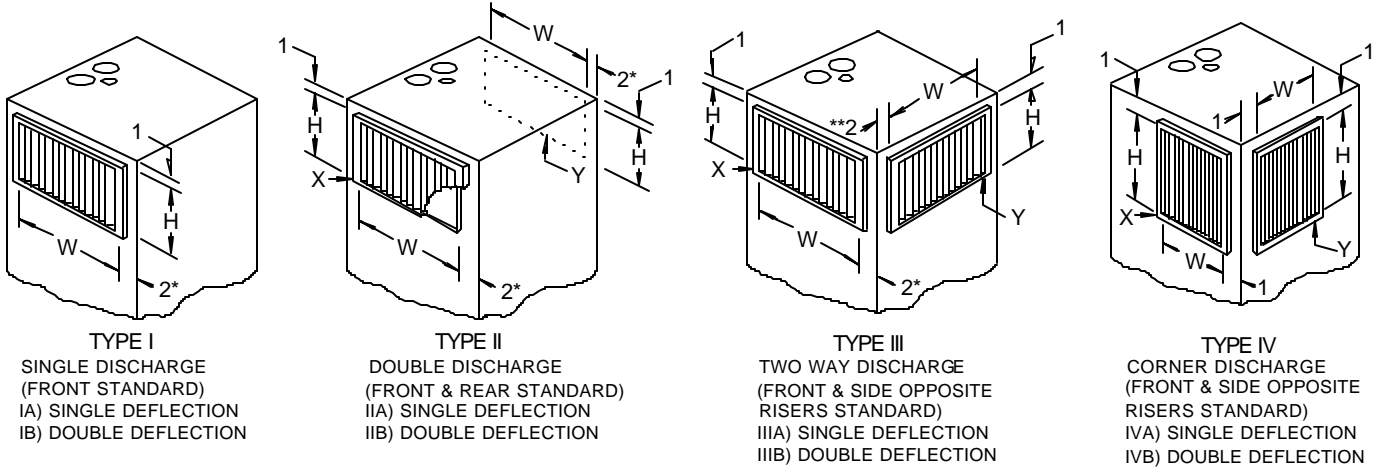 1
H
W
2*
TYPE I
SINGLE DISCHARGE
(FRONT STANDARD)
IA) SINGLE DEFLECTION
IB) DOUBLE DEFLECTION
W
1
2*
1
H
H
X
Y
W
2*
TYPE II
DOUBLE DISCHARGE
(FRONT & REAR STANDARD)
IIA) SINGLE DEFLECTION
IIB) DOUBLE DEFLECTION
1
1
W
H
**2
H
X
Y
W
2*
TYPE III
TWO WAY DISCHARGE
(FRONT & SIDE OPPOSITE
RISERS STANDARD)
IIIA) SINGLE DEFLECTION
IIIB) DOUBLE DEFLECTION
1
1
W
1
H
H
X
Y
W
1
TYPE IV
CORNER DISCHARGE
(FRONT & SIDE OPPOSITE
RISERS STANDARD)
IVA) SINGLE DEFLECTION
IVB) DOUBLE DEFLECTION